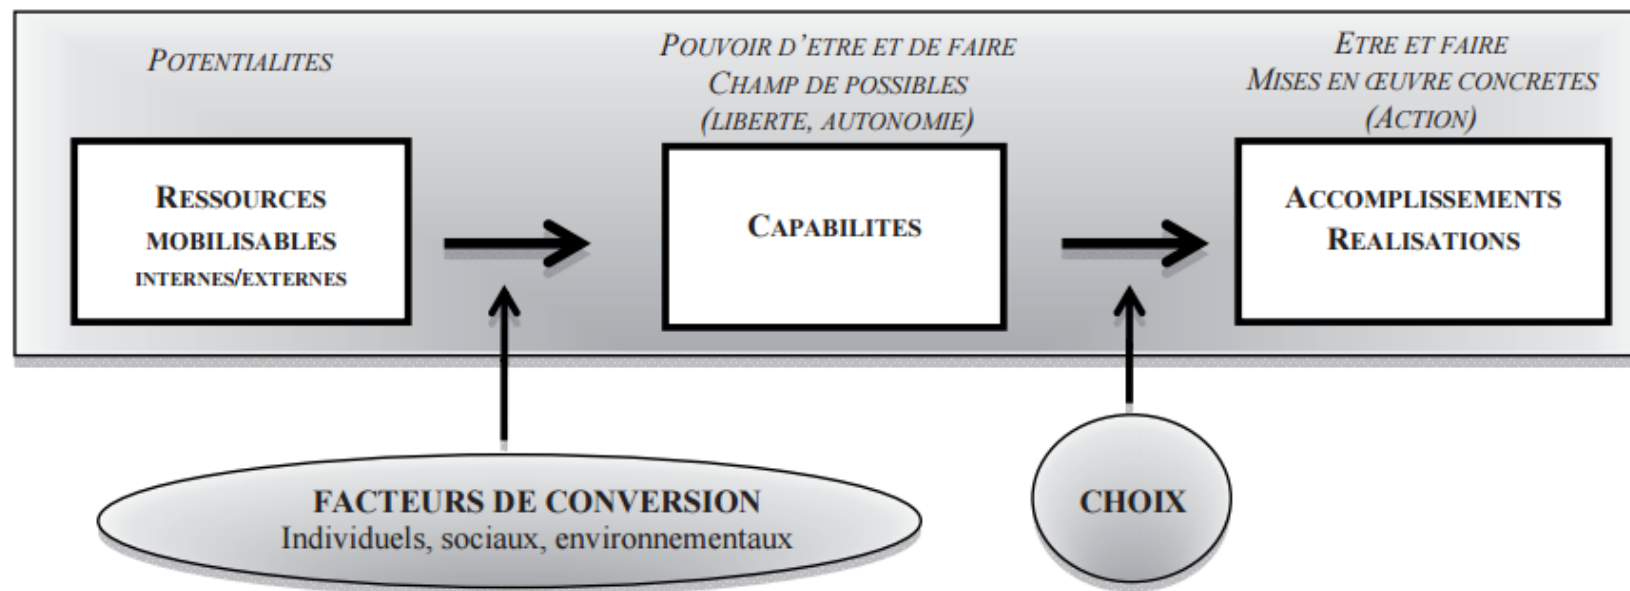 POTENTIALITES
POUVOIR D'ETRE ET DE FAIRE
CHAMP DE POSSIBLES
(LIBERTE, AUTONOMIE)
ETRE ET FAIRE
MISES EN ŒUVRE CONCRETES
(ACTION)
RESSOURCES
MOBILISABLES
INTERNES/EXTERNES
CAPABILITES
ACCOMPLISSEMENTS
REALISATIONS
FACTEURS DE CONVERSION
Individuels, sociaux, environnementaux
CHOIX